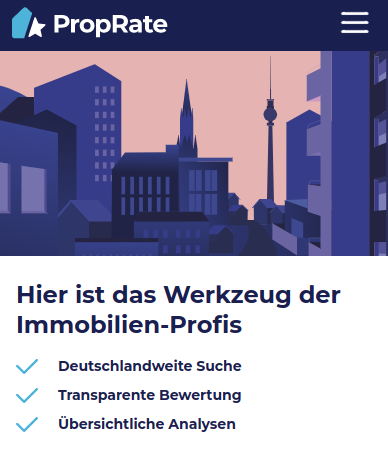 PropRate
Hier ist das Werkzeug der
Immobilien-Profis
Deutschlandweite Suche
Transparente Bewertung
Übersichtliche Analysen